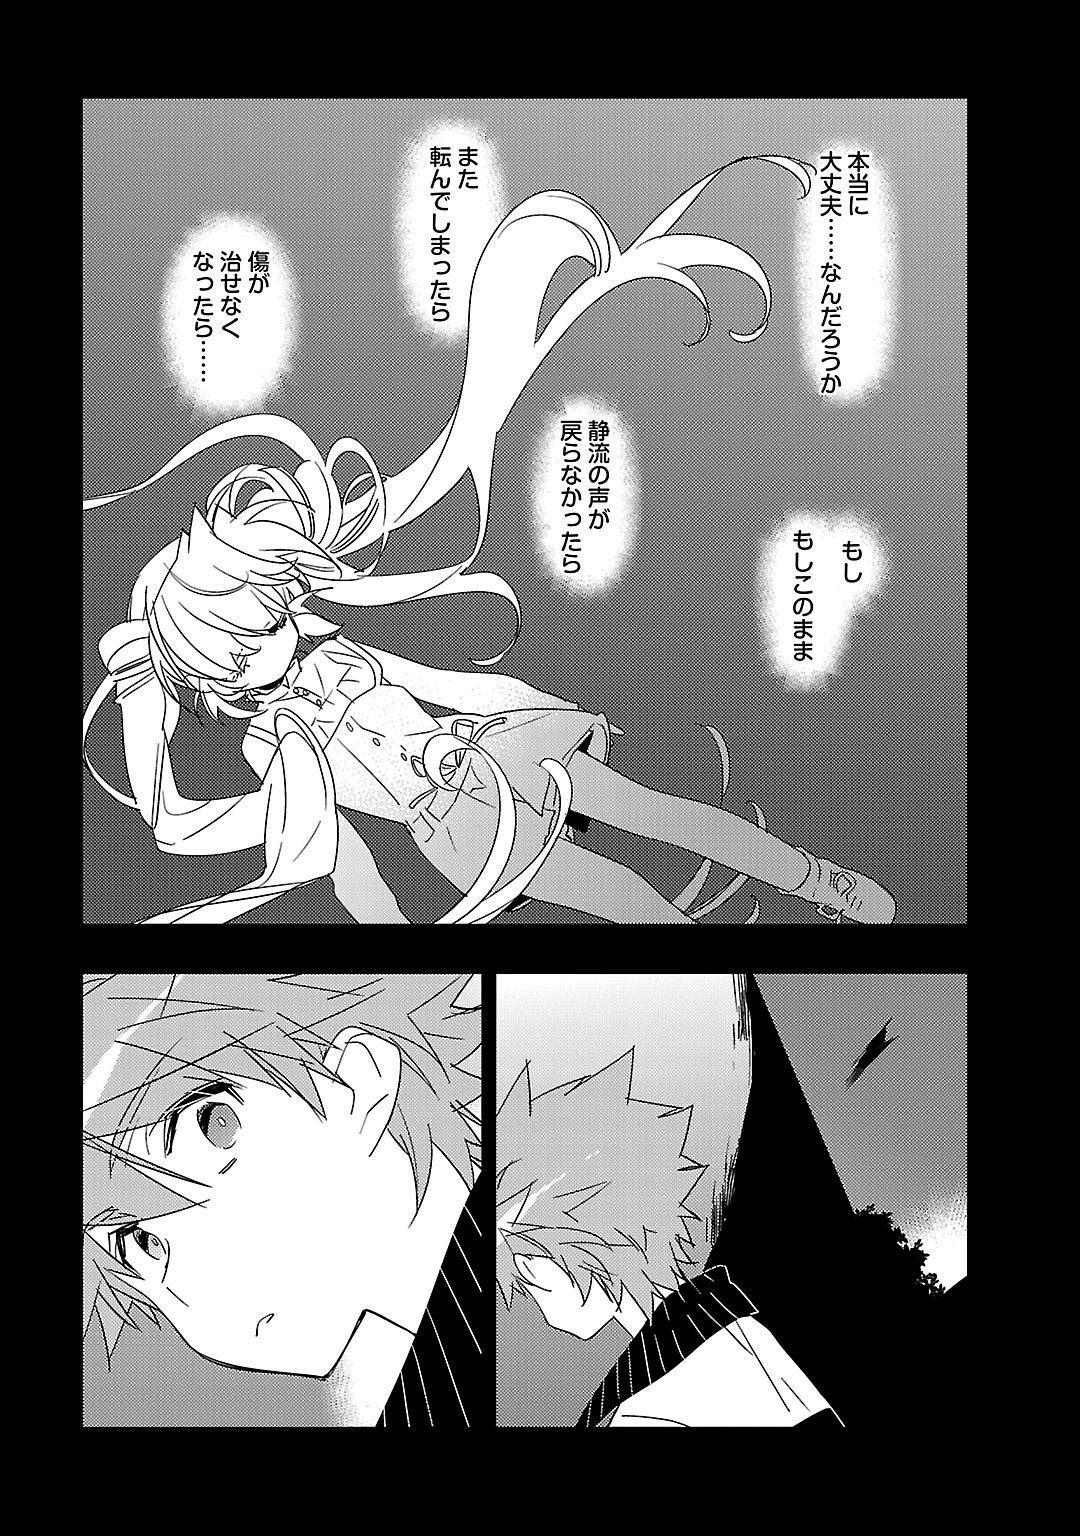 本当に
大丈夫……なんだろうか
もし
もしこのまま
静流の声が
戻らなかったら
また
転んでしまったら
傷が
治せなく
なったら……